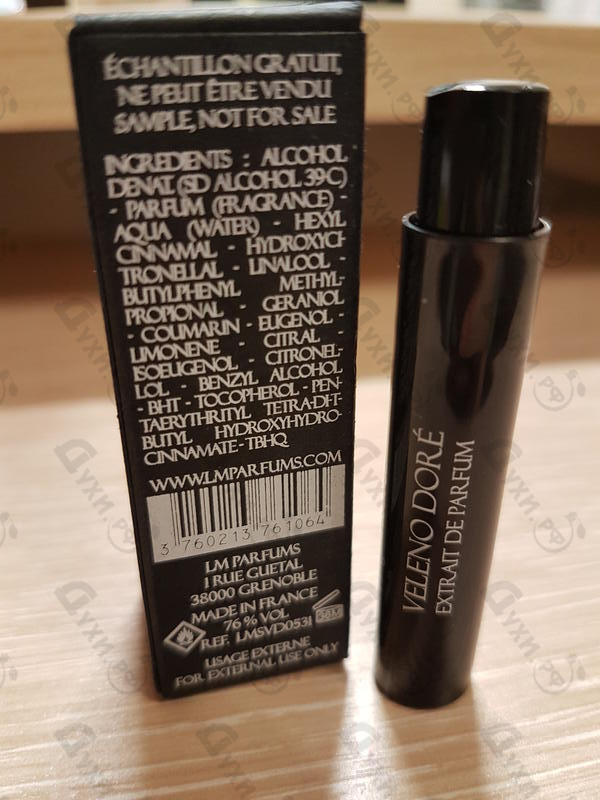 ÉCHANTILLON GRATUIT,
NE PEUT ÊTRE VENDU
SAMPLE, NOT FOR SALE
INGREDIENTS : ALCOHOL
DENAT. (SD ALCOHOL 39C)
- PARFUM (FRAGRANCE) -
AQUA (WATER) - HEXYL
CINNAMAL - HYDROXYCI-
TRONELLAL - LINALOOL -
BUTYLPHENYL METHYL-
PROPIONAL - GERANIOL
- COUMARIN - EUGENOL -
LIMONENE - CITRAL -
ISOEUGENOL - CITRONEL-
LOL - BENZYL ALCOHOL
- BHT - TOCOPHEROL - PEN-
TAERYTHRITYL TETRA-DI-T-
BUTYL HYDROXYHYDRO-
CINNAMATE - TBHQ
WWW.LMPARFUMS.COM
3 760213 761064
LM PARFUMS
1 RUE GUETAL
38000 GRENOBLE
MADE IN FRANCE
76 % VOL
36M
REF. LMSVD0531
USAGE EXTERNE
FOR EXTERNAL USE ONLY
VELENO DORÉ
EXTRAIT DE PARFUM
Духи.рф